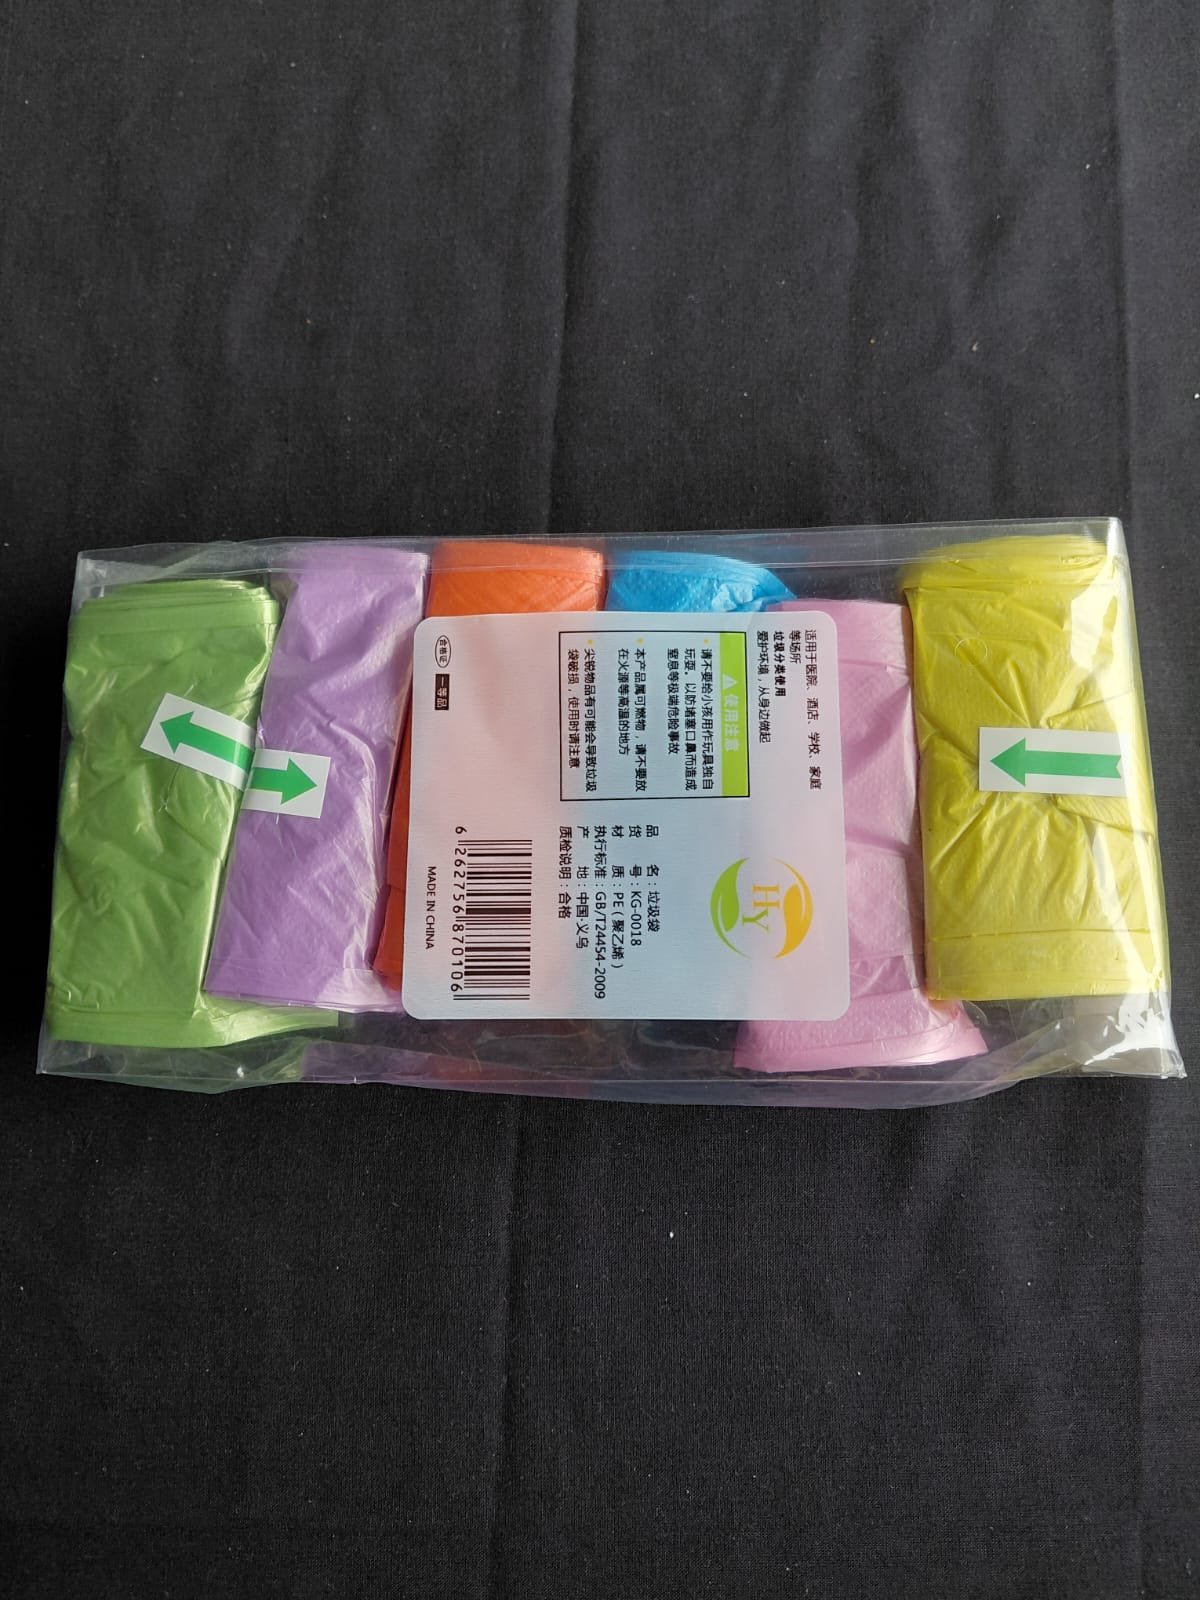 适用于医院、酒店、学校、家庭
等场所
垃圾分类使用
爱护环境，从身边做起
使用注意
请不要给小孩用作玩具独自
玩耍。以防堵塞口鼻而造成
窒息等极端危险事故
本产品属可燃物，请不要放
在火源等高温的地方
尖锐物品有可能会导致垃圾
袋破损，使用时请注意
合格证
一等品
HY
品 名：垃圾袋
货 号：KG-0018
材 质：PE（聚乙烯）
执行标准：GB/T24454-2009
产 地：中国·义乌
质检说明：合格
6 262756 870106
MADE IN CHINA